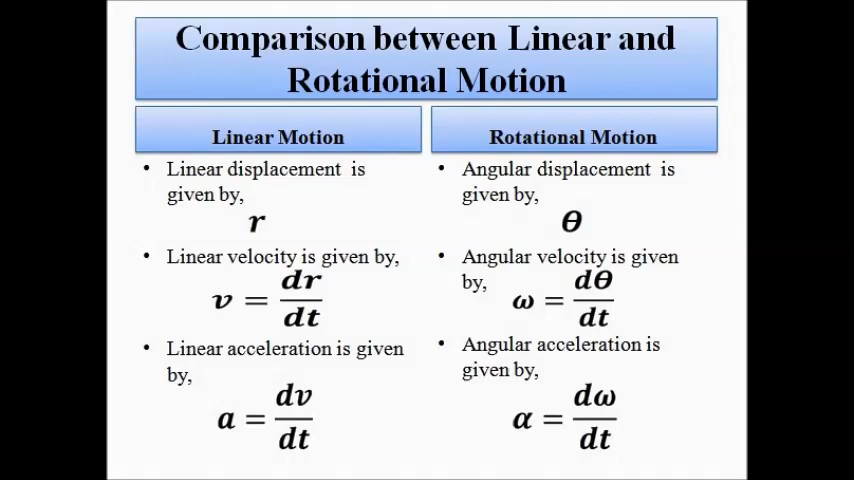 Comparison between Linear and
Rotational Motion
Linear Motion
• Linear displacement is
given by,
r
• Linear velocity is given by,
v = dr/dt
• Linear acceleration is given
by,
a = dv/dt
Rotational Motion
• Angular displacement is
given by,
θ
• Angular velocity is given
by,
ω = dθ/dt
• Angular acceleration is
given by,
α = dω/dt